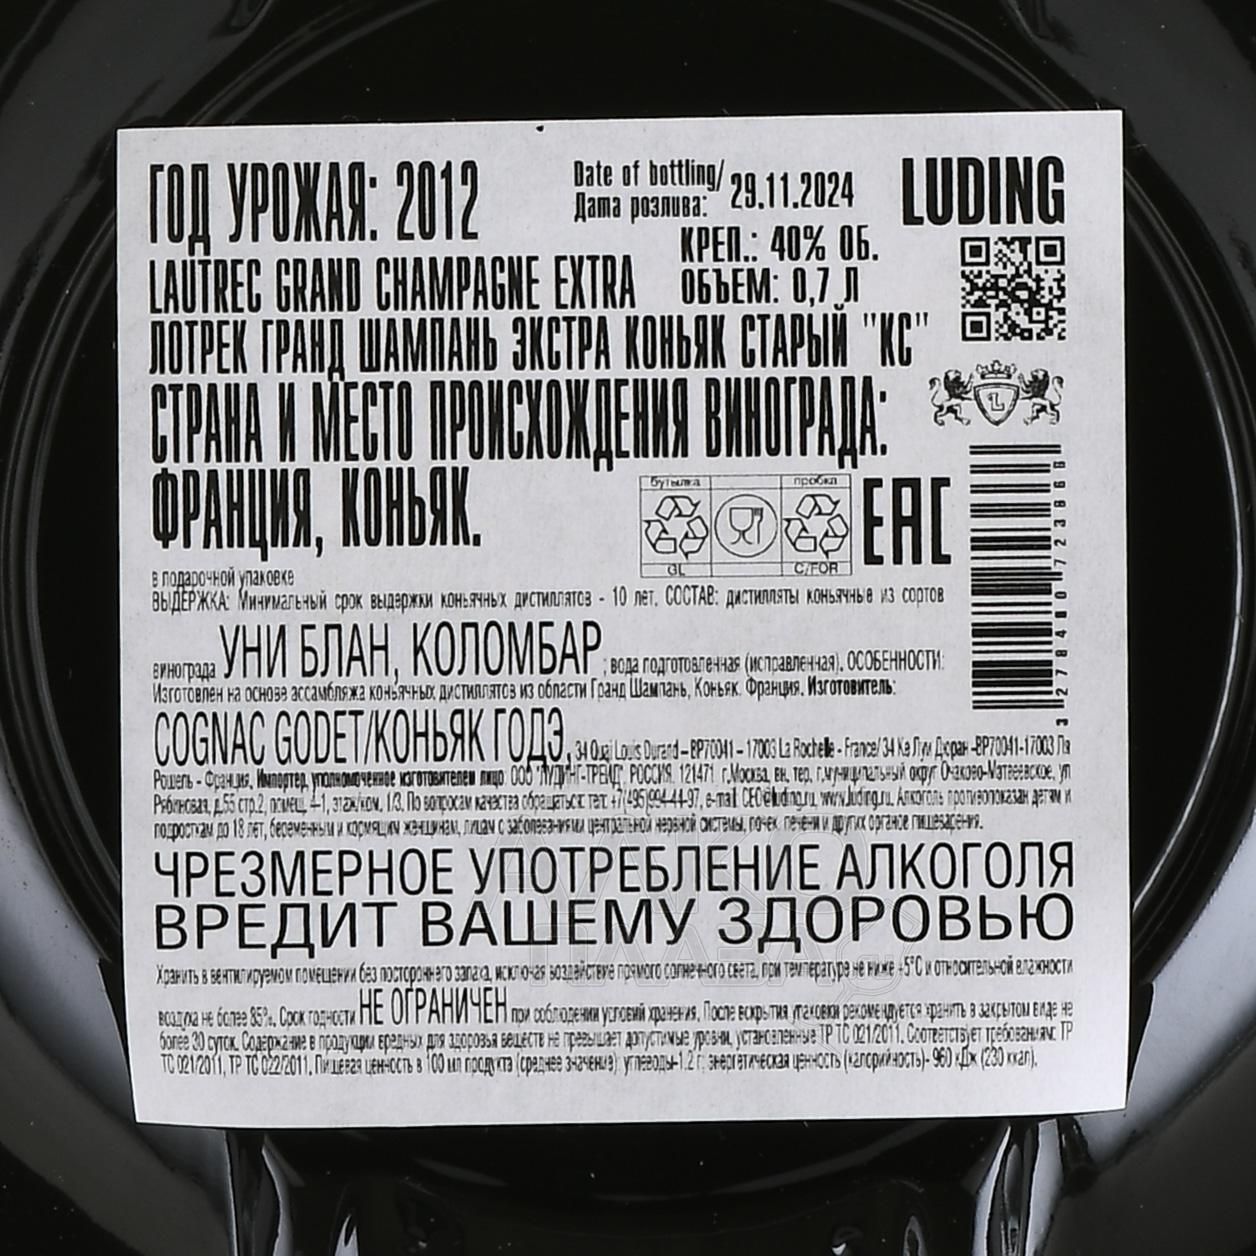 ГОД УРОЖАЯ: 2012
Date of bottling/
Дата розлива: 29.11.2024
LUDING
КРЕП.: 40% ОБ.
ОБЪЕМ: 0,7 Л
LAUTREC GRAND CHAMPAGNE EXTRA
ЛОТРЕК ГРАНД ШАМПАНЬ ЭКСТРА КОНЬЯК СТАРЫЙ "КС"
СТРАНА И МЕСТО ПРОИСХОЖДЕНИЯ ВИНОГРАДА:
ФРАНЦИЯ, КОНЬЯК.
бутылка пробка
GL C/FOR
EAC
L
3278480723866
в подарочной упаковке
ВЫДЕРЖКА: Минимальный срок выдержки коньячных дистиллятов - 10 лет. СОСТАВ: дистилляты коньячные из сортов
винограда УНИ БЛАН, КОЛОМБАР; вода подготовленная (исправленная). ОСОБЕННОСТИ:
Изготовлен на основе ассамбляжа коньячных дистиллятов из области Гранд Шампань, Коньяк. Франция. Изготовитель:
COGNAC GODET/КОНЬЯК ГОДЭ, 34 Quai Louis Durand – BP70041 – 17003 La Rochelle - France/ 34 Кэ Луи Дюран -BP70041-17003 Ля
Рошель - Франция. Импортер, уполномоченное изготовителем лицо: ООО "ЛУДИНГ-ТРЕЙД", РОССИЯ, 121471, г.Москва, вн. тер. г.муниципальный округ Очаково-Матвеевское, ул
Рябиновая, д.55 стр.2, помещ. 4-1, этаж/ком. 1/3. По вопросам качества обращаться: тел: +7(495)994-44-97, e-mail: CEO@luding.ru, www.luding.ru. Алкоголь противопоказан детям и
подросткам до 18 лет, беременным и кормящим женщинам, лицам с заболеваниями центральной нервной системы, почек, печени и других органов пищеварения.
ЧРЕЗМЕРНОЕ УПОТРЕБЛЕНИЕ АЛКОГОЛЯ
ВРЕДИТ ВАШЕМУ ЗДОРОВЬЮ
Хранить в вентилируемом помещении без постороннего запаха, исключая воздействие прямого солнечного света, при температуре не ниже +5°С и относительной влажности
воздуха не более 85%. Срок годности НЕ ОГРАНИЧЕН при соблюдении условий хранения. После вскрытия упаковки рекомендуется хранить в закрытом виде не
более 30 суток. Содержание в продукции вредных для здоровья веществ не превышает допустимые уровни, установленные ТР ТС 021/2011. Соответствует требованиям: ТР
ТС 021/2011, ТР ТС 022/2011. Пищевая ценность в 100 мл продукта (среднее значение): углеводы-1.2 г; энергетическая ценность (калорийность)- 960 кДж (230 ккал).